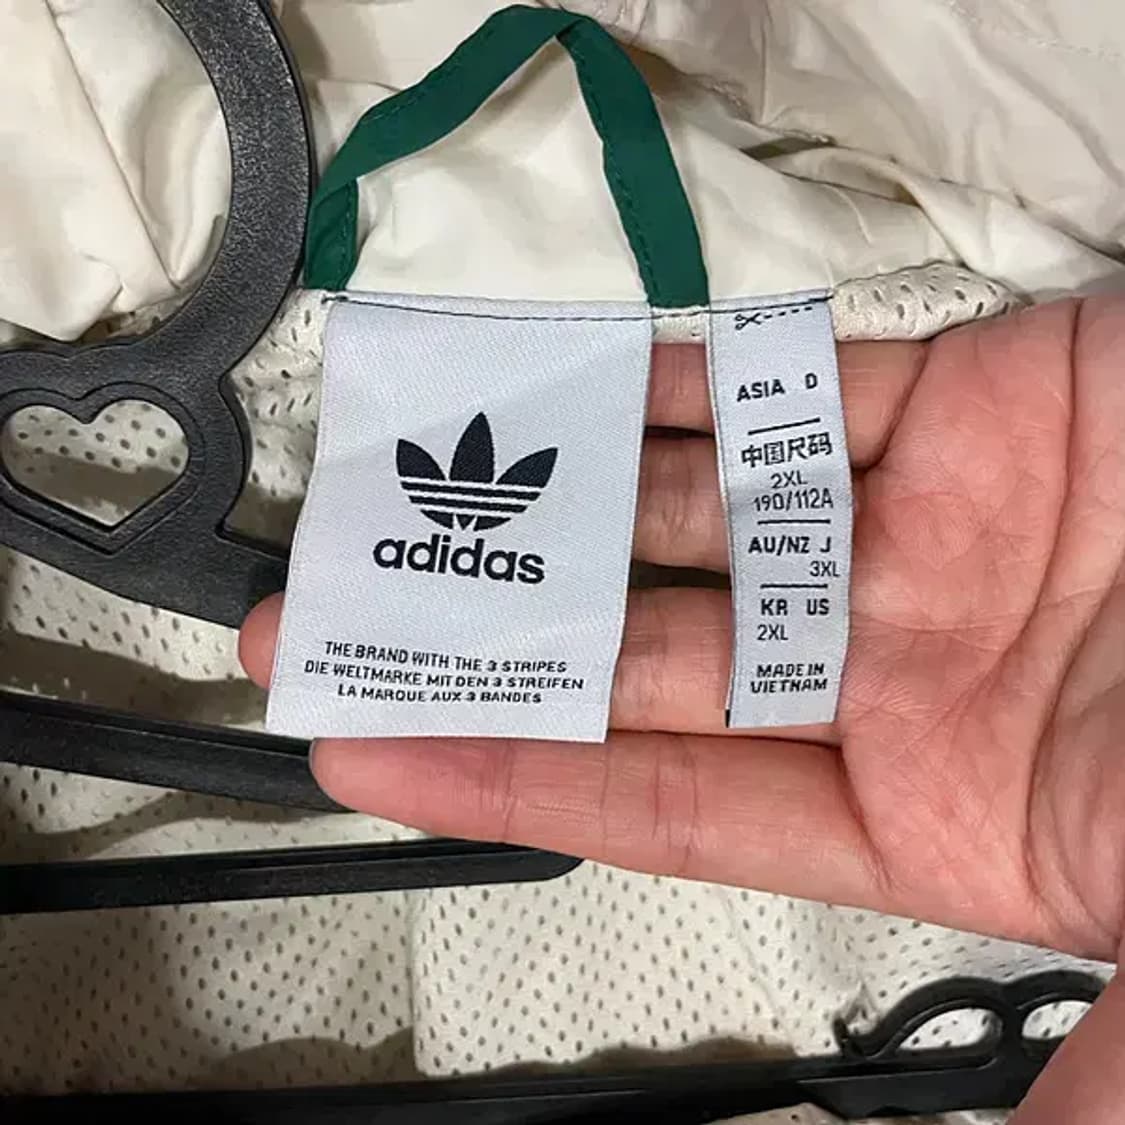 adidas
THE BRAND WITH THE 3 STRIPES
DIE WELTMARKE MIT DEN 3 STREIFEN
LA MARQUE AUX 3 BANDES
ASIA D
中国尺码
2XL
190/112A
AU/NZ J
3XL
KR US
2XL
MADE IN
VIETNAM